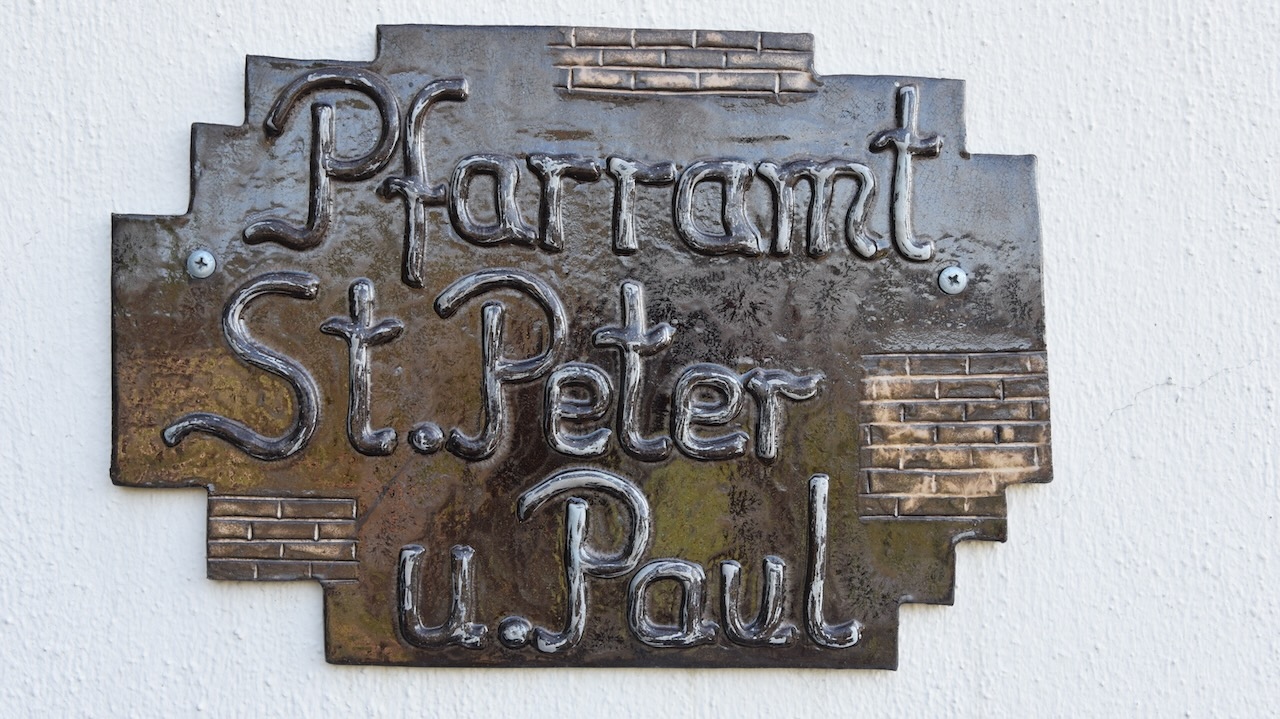 Pfarramt
St. Peter
u. Paul